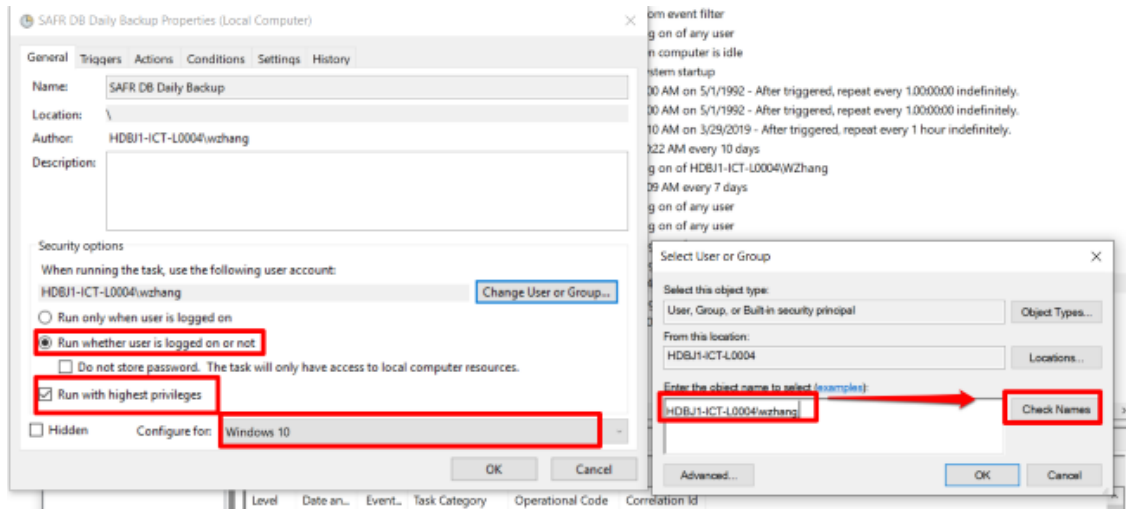 SAFR DB Daily Backup Properties (Local Computer)
General Triggers Actions Conditions Settings History
Name: SAFR DB Daily Backup
Location: \
Author: HDBJ1-ICT-L0004\wzhang
Description:
Security options
When running the task, use the following user account:
HDBJ1-ICT-L0004\wzhang Change User or Group...
Run only when user is logged on
Run whether user is logged on or not
Do not store password. The task will only have access to local computer resources.
Run with highest privileges
Hidden Configure for: Windows 10
OK Cancel
om event filter
g on of any user
n computer is idle
stem startup
00 AM on 5/1/1992 - After triggered, repeat every 1.00:00:00 indefinitely.
00 AM on 5/1/1992 - After triggered, repeat every 1.00:00:00 indefinitely.
10 AM on 3/29/2019 - After triggered, repeat every 1 hour indefinitely.
:22 AM every 10 days
g on of HDBJ1-ICT-L0004\WZhang
09 AM every 7 days
g on of any user
g on of any user
Select User or Group
Select this object type:
User, Group, or Built-in security principal Object Types...
From this location:
HDBJ1-ICT-L0004 Locations...
Enter the object name to select (examples):
HDBJ1-ICT-L0004\wzhang Check Names
Advanced... OK Cancel
Level Date an... Event... Task Category Operational Code Correlation Id